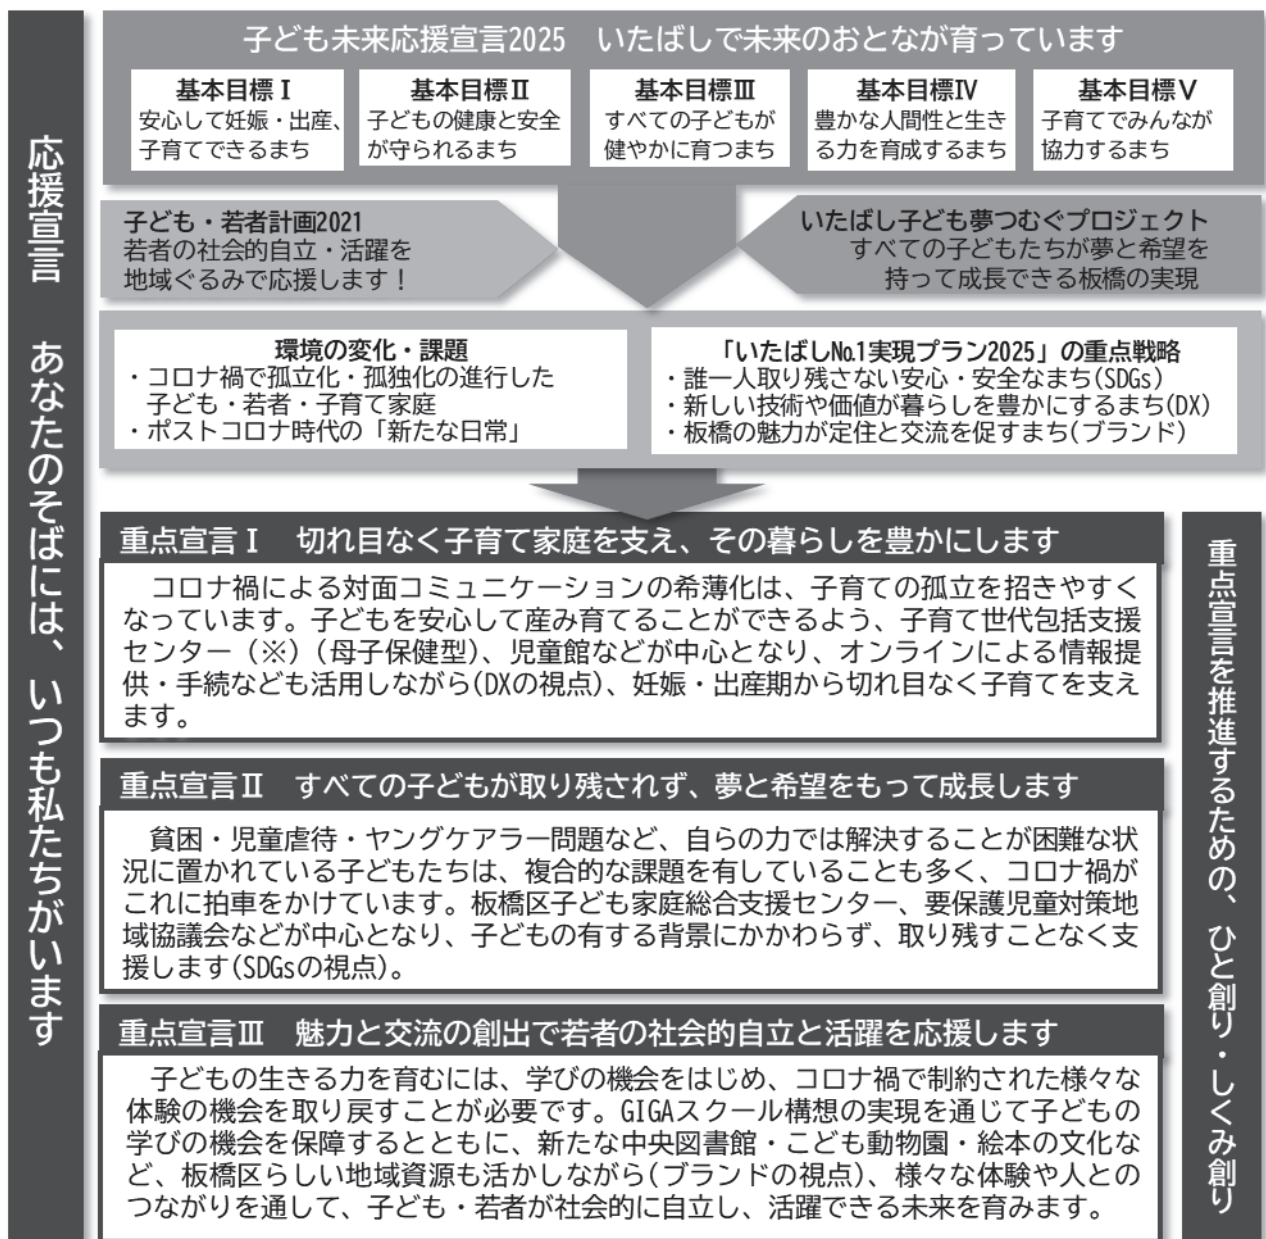 応援宣言　あなたのそばには、いつも私たちがいます
子ども未来応援宣言2025　いたばしで未来のおとなが育っています
基本目標Ⅰ
安心して妊娠・出産、
子育てできるまち
基本目標Ⅱ
子どもの健康と安全
が守られるまち
基本目標Ⅲ
すべての子どもが
健やかに育つまち
基本目標Ⅳ
豊かな人間性と生き
る力を育成するまち
基本目標Ⅴ
子育てでみんなが
協力するまち
子ども・若者計画2021
若者の社会的自立・活躍を
地域ぐるみで応援します！
いたばし子ども夢つむぐプロジェクト
すべての子どもたちが夢と希望を
持って成長できる板橋の実現
環境の変化・課題
・コロナ禍で孤立化・孤独化の進行した
子ども・若者・子育て家庭
・ポストコロナ時代の「新たな日常」
「いたばし№1実現プラン2025」の重点戦略
・誰一人取り残さない安心・安全なまち(SDGs)
・新しい技術や価値が暮らしを豊かにするまち(DX)
・板橋の魅力が定住と交流を促すまち(ブランド)
重点宣言Ⅰ　切れ目なく子育て家庭を支え、その暮らしを豊かにします
コロナ禍による対面コミュニケーションの希薄化は、子育ての孤立を招きやすく
なっています。子どもを安心して産み育てることができるよう、子育て世代包括支援
センター（※）（母子保健型）、児童館などが中心となり、オンラインによる情報提
供・手続なども活用しながら(DXの視点)、妊娠・出産期から切れ目なく子育てを支え
ます。
重点宣言Ⅱ　すべての子どもが取り残されず、夢と希望をもって成長します
貧困・児童虐待・ヤングケアラー問題など、自らの力では解決することが困難な状
況に置かれている子どもたちは、複合的な課題を有していることも多く、コロナ禍が
これに拍車をかけています。板橋区子ども家庭総合支援センター、要保護児童対策地
域協議会などが中心となり、子どもの有する背景にかかわらず、取り残すことなく支
援します(SDGsの視点)。
重点宣言Ⅲ　魅力と交流の創出で若者の社会的自立と活躍を応援します
子どもの生きる力を育むには、学びの機会をはじめ、コロナ禍で制約された様々な
体験の機会を取り戻すことが必要です。GIGAスクール構想の実現を通じて子どもの
学びの機会を保障するとともに、新たな中央図書館・こども動物園・絵本の文化な
ど、板橋区らしい地域資源も活かしながら(ブランドの視点)、様々な体験や人との
つながりを通して、子ども・若者が社会的に自立し、活躍できる未来を育みます。
重点宣言を推進するための、ひと創り・しくみ創り